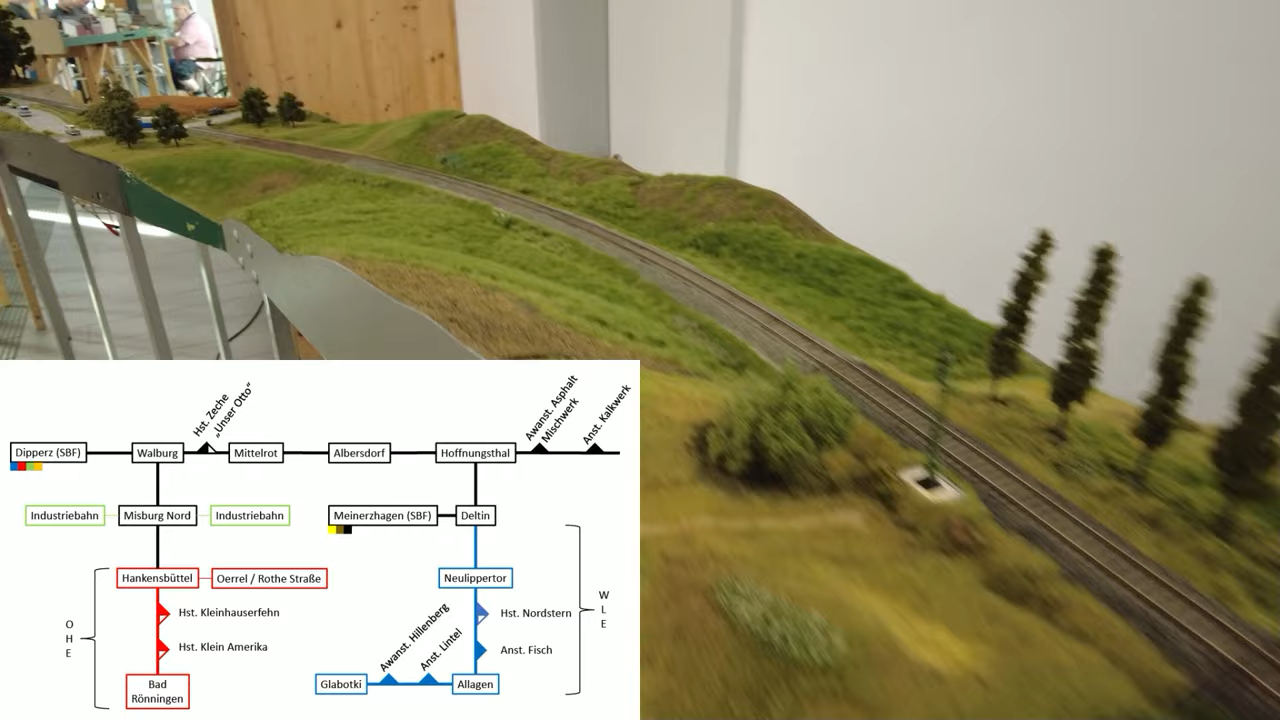 Hst. Zeche
„Unser Otto“
Awanst. Asphalt
Mischwerk
Anst. Kalkwerk
Dipperz (SBF)
Walburg
Mittelrot
Albersdorf
Hoffnungsthal
Industriebahn
Misburg Nord
Industriebahn
Meinerzhagen (SBF)
Deltin
Hankensbüttel
Oerrel / Rothe Straße
Neulippertor
O
H
E
Hst. Kleinhauserfehn
Hst. Klein Amerika
Hst. Nordstern
W
L
E
Anst. Fisch
Awanst. Hillenberg
Anst. Lintel
Bad
Rönningen
Glabotki
Allagen